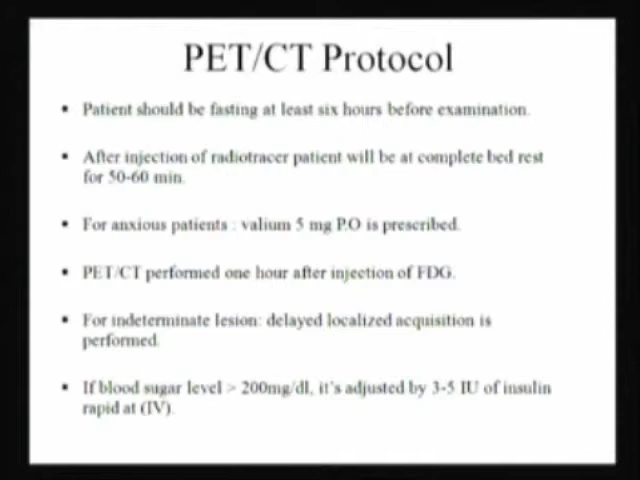 PET/CT Protocol
• Patient should be fasting at least six hours before examination.
• After injection of radiotracer patient will be at complete bed rest
for 50-60 min.
• For anxious patients : valium 5 mg P.O is prescribed.
• PET/CT performed one hour after injection of FDG.
• For indeterminate lesion: delayed localized acquisition is
performed.
• If blood sugar level > 200mg/dl, it's adjusted by 3-5 IU of insulin
rapid at (IV).